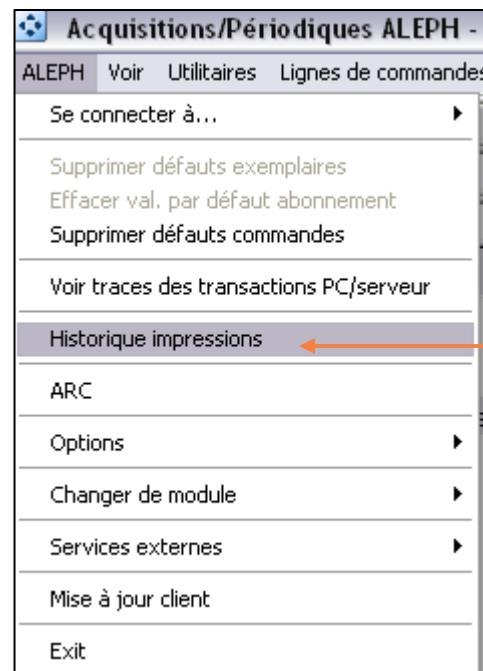 Acquisitions/Périodiques ALEPH -
ALEPH Voir Utilitaires Lignes de commandes
Se connecter à...
Supprimer défauts exemplaires
Effacer val. par défaut abonnement
Supprimer défauts commandes
Voir traces des transactions PC/serveur
Historique impressions
ARC
Options
Changer de module
Services externes
Mise à jour client
Exit